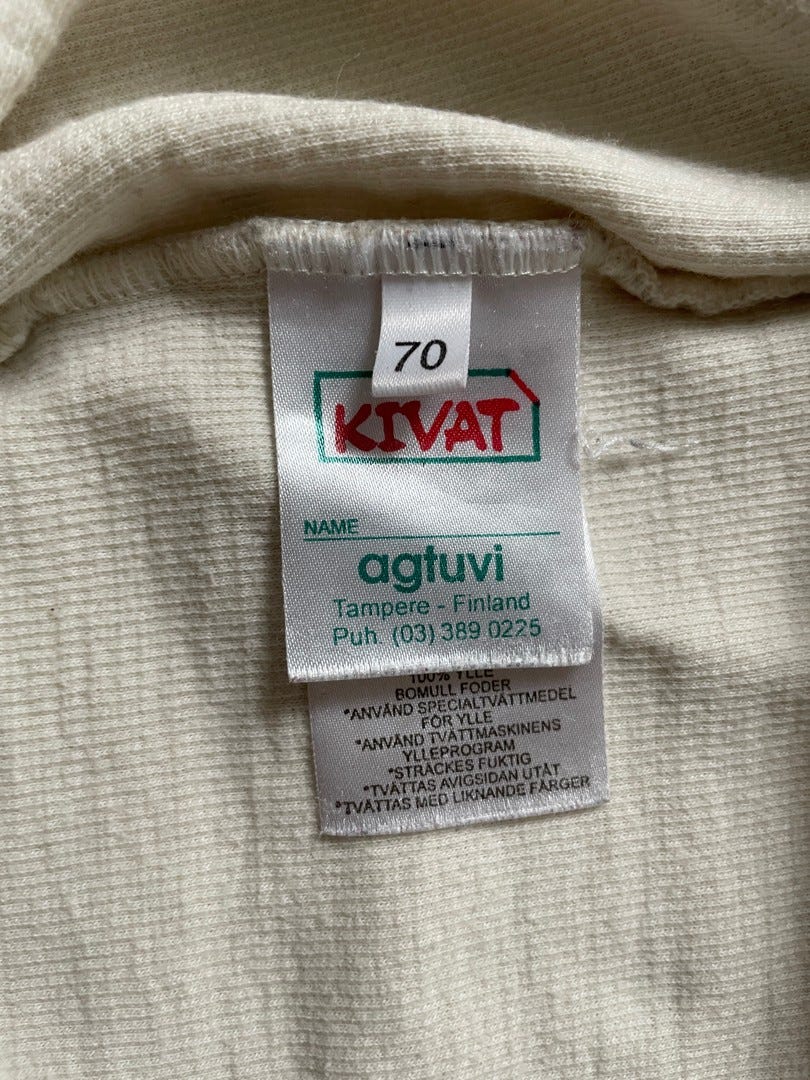 70
KIVAT
NAME
agtuvi
Tampere - Finland
Puh. (03) 389 0225
100% YLLE
BOMULL FODER
*ANVÄND SPECIALTVÄTTMEDEL
FÖR YLLE
*ANVÄND TVÄTTMASKINENS
YLLEPROGRAM
*STRÄCKES FUKTIG
*TVÄTTAS AVIGSIDAN UTÅT
*TVÄTTAS MED LIKNANDE FÄRGER